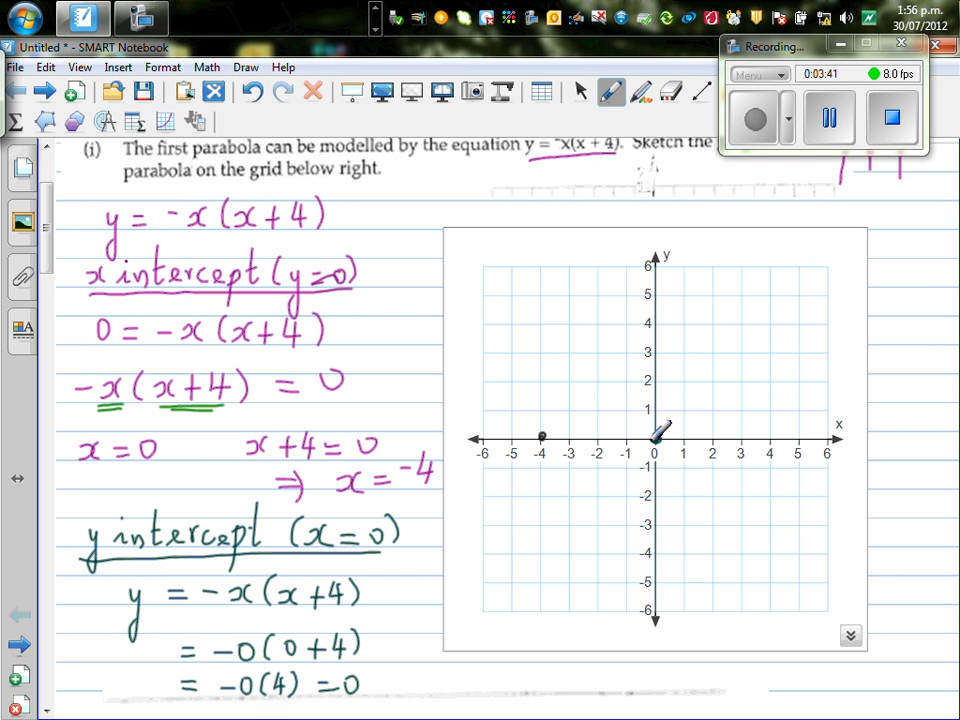 1:56 p.m.
30/07/2012
Untitled * - SMART Notebook
Recording...
File Edit View Insert Format Math Draw Help
Menu 0:03:41 8.0 fps
(i) The first parabola can be modelled by the equation y = ⁻x(x + 4). Sketch the
parabola on the grid below right.
y = -x(x+4)
x intercept (y=0)
0 = -x(x+4)
-x(x+4) = 0
x = 0 x+4=0
⇒ x = ⁻4
y intercept (x=0)
y = -x(x+4)
= -0(0+4)
= -0(4) =0
y
6
5
4
3
2
1
x
-6 -5 -4 -3 -2 -1 0 1 2 3 4 5 6
-1
-2
-3
-4
-5
-6